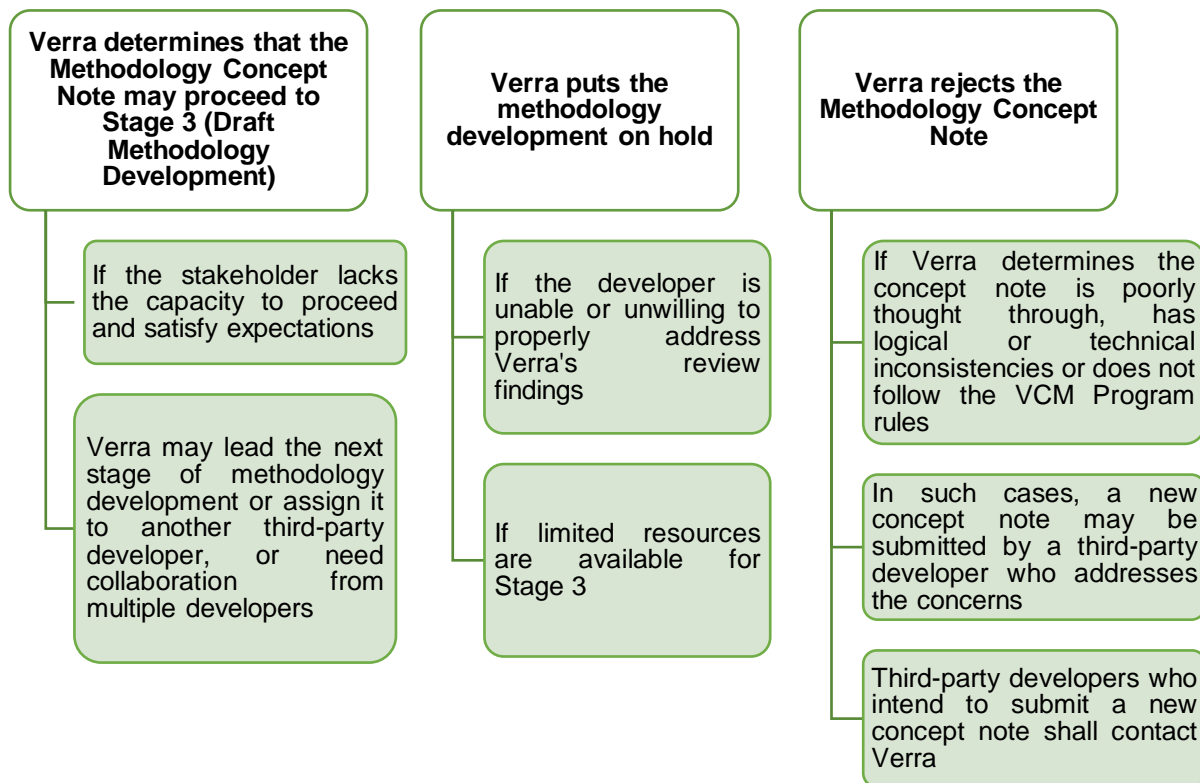 Verra determines that the
Methodology Concept
Note may proceed to
Stage 3 (Draft
Methodology
Development)
If the stakeholder lacks
the capacity to proceed
and satisfy expectations
Verra may lead the next
stage of methodology
development or assign it
to another third-party
developer, or need
collaboration from
multiple developers
Verra puts the
methodology
development on hold
If the developer is
unable or unwilling to
properly address
Verra's review
findings
If limited resources
are available for
Stage 3
Verra rejects the
Methodology Concept
Note
If Verra determines the
concept note is poorly
thought through, has
logical or technical
inconsistencies or does not
follow the VCM Program
rules
In such cases, a new
concept note may be
submitted by a third-party
developer who addresses
the concerns
Third-party developers who
intend to submit a new
concept note shall contact
Verra